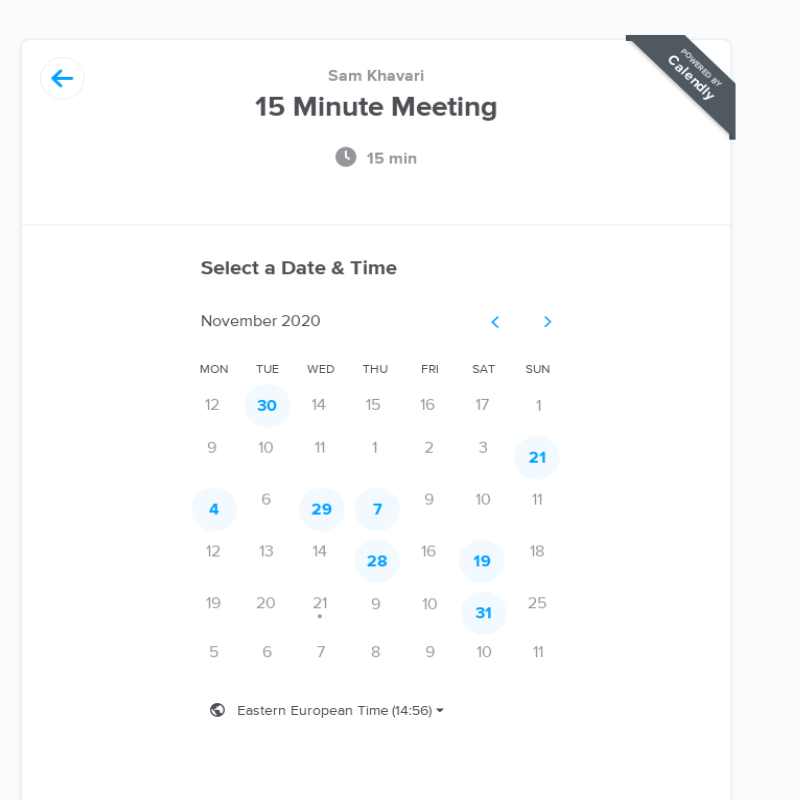 POWERED BY
Calendly
Sam Khavari
15 Minute Meeting
15 min
Select a Date & Time
November 2020
MON TUE WED THU FRI SAT SUN
12 30 14 15 16 17 1
9 10 11 1 2 3 21
4 6 29 7 9 10 11
12 13 14 28 16 19 18
19 20 21 9 10 31 25
5 6 7 8 9 10 11
Eastern European Time (14:56)